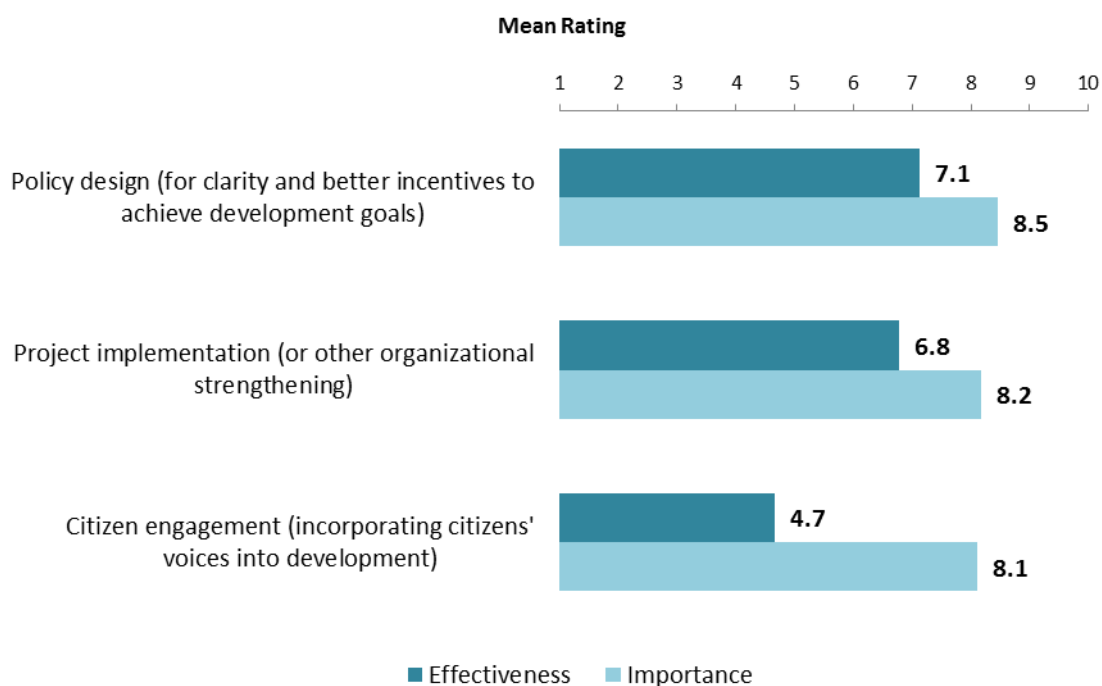 Mean Rating
1 2 3 4 5 6 7 8 9 10
Policy design (for clarity and better incentives to
achieve development goals)
7.1
8.5
Project implementation (or other organizational
strengthening)
6.8
8.2
Citizen engagement (incorporating citizens'
voices into development)
4.7
8.1
Effectiveness Importance